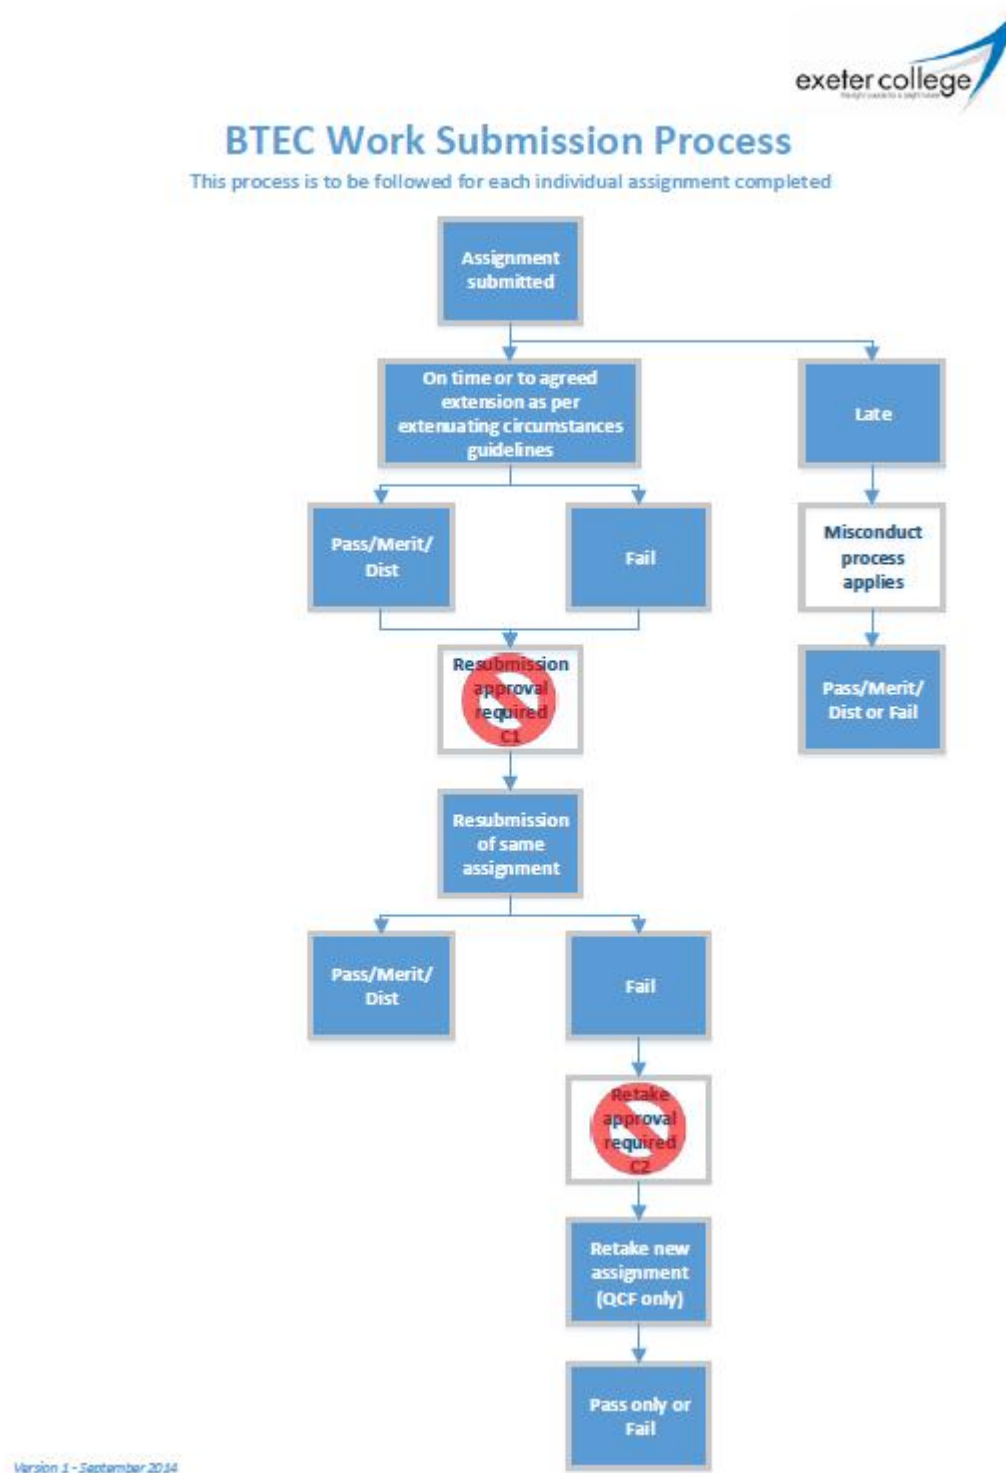 exeter college
BTEC Work Submission Process
This process is to be followed for each individual assignment completed
Assignment
submitted
On time or to agreed
extension as per
extenuating circumstances
guidelines
Late
Pass/Merit/
Dist
Fail
Misconduct
process
applies
Resubmission
approval
required
C1
Pass/Merit/
Dist or Fail
Resubmission
of same
assignment
Pass/Merit/
Dist
Fail
Retake
approval
required
C2
Retake new
assignment
(QCF only)
Pass only or
Fail
Version 1 - September 2014